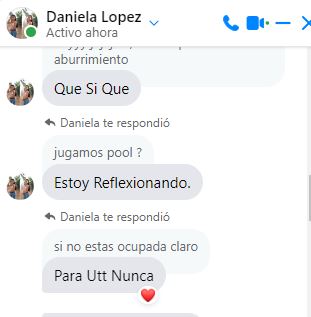 Daniela Lopez
Activo ahora
aburrimiento
Que Si Que
Daniela te respondió
jugamos pool ?
Estoy Reflexionando.
Daniela te respondió
si no estas ocupada claro
Para Utt Nunca